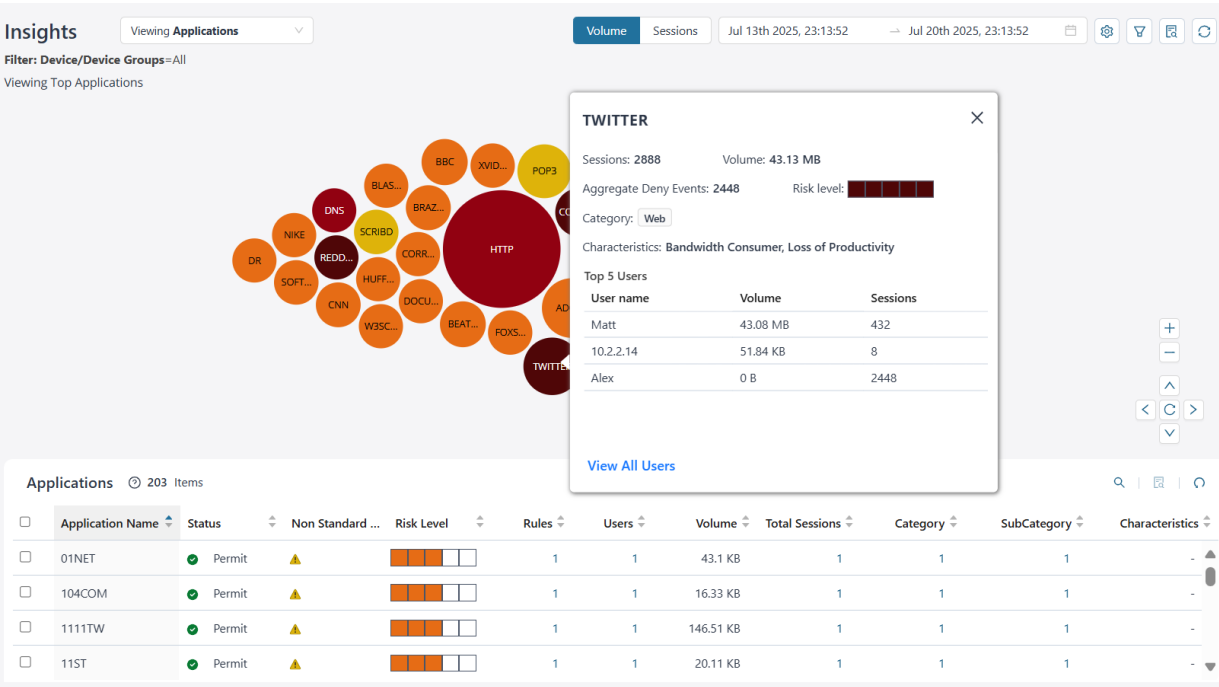 Insights
Viewing Applications
Volume
Sessions
Jul 13th 2025, 23:13:52
Jul 20th 2025, 23:13:52
Filter: Device/Device Groups=All
Viewing Top Applications
BBC
XVID...
POP3
BLAS...
BRAZ...
DNS
SCRIBD
NIKE
REDD...
CORR...
HTTP
DR
SOFT...
HUFF...
CNN
DOCU...
W3SC...
BEAT...
FOXS...
TWITTER
Sessions: 2888 Volume: 43.13 MB
Aggregate Deny Events: 2448 Risk level:
Category: Web
Characteristics: Bandwidth Consumer, Loss of Productivity
Top 5 Users
User name Volume Sessions
Matt 43.08 MB 432
10.2.2.14 51.84 KB 8
Alex 0 B 2448
View All Users
Applications 203 Items
Application Name Status Non Standard ... Risk Level Rules Users Volume Total Sessions Category SubCategory Characteristics
01NET Permit 1 1 43.1 KB 1 1 1 -
104COM Permit 1 1 16.33 KB 1 1 1 -
1111TW Permit 1 1 146.51 KB 1 1 1 -
11ST Permit 1 1 20.11 KB 1 1 1 -